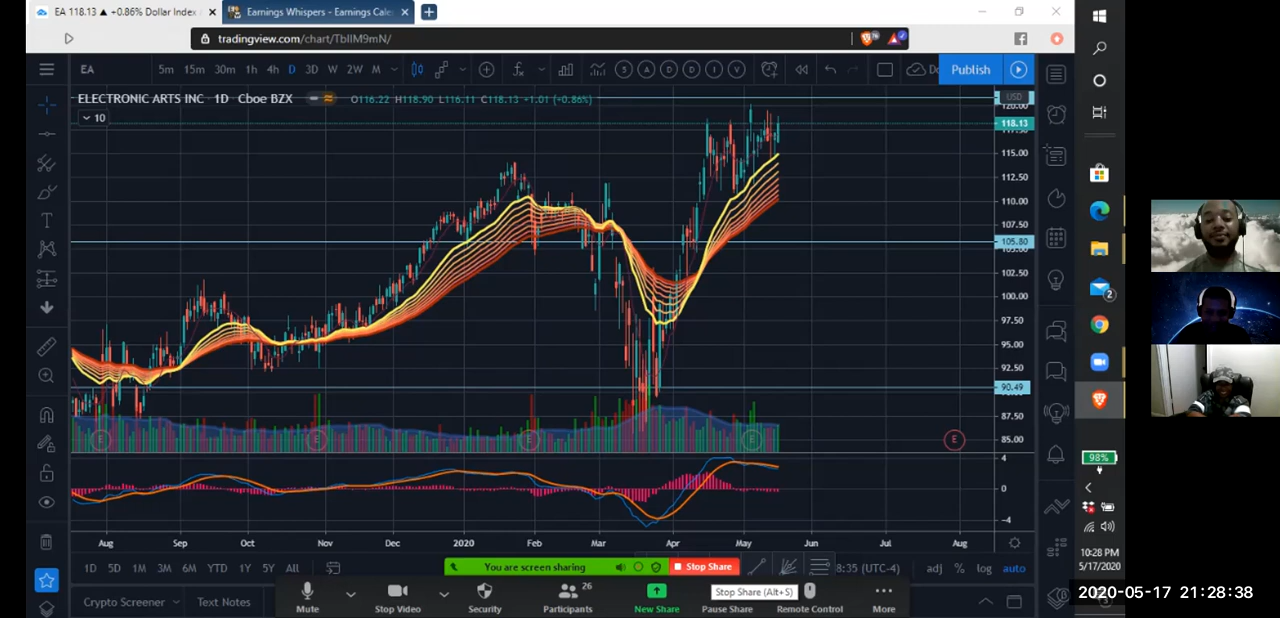 EA 118.13 ▲ +0.86% Dollar Index
Earnings Whispers - Earnings Cale
tradingview.com/chart/TbllM9mN/
EA 5m 15m 30m 1h 4h D 3D W 2W M
S A D D I V
Publish
ELECTRONIC ARTS INC · 1D · Cboe BZX O116.22 H118.90 L116.11 C118.13 +1.01 (+0.86%)
10
USD
120.00
118.13
115.00
112.50
110.00
107.50
105.80
102.50
100.00
97.50
95.00
92.50
90.49
87.50
85.00
E E E E E
4
0
-4
Aug Sep Oct Nov Dec 2020 Feb Mar Apr May Jun Jul Aug
1D 5D 1M 3M 6M YTD 1Y 5Y All
8:35 (UTC-4) adj % log auto
You are screen sharing
Stop Share
Crypto Screener Text Notes
Stop Share (Alt+S)
26
Mute Stop Video Security Participants New Share Pause Share Remote Control More
2
98%
10:28 PM
5/17/2020
2020-05-17 21:28:38